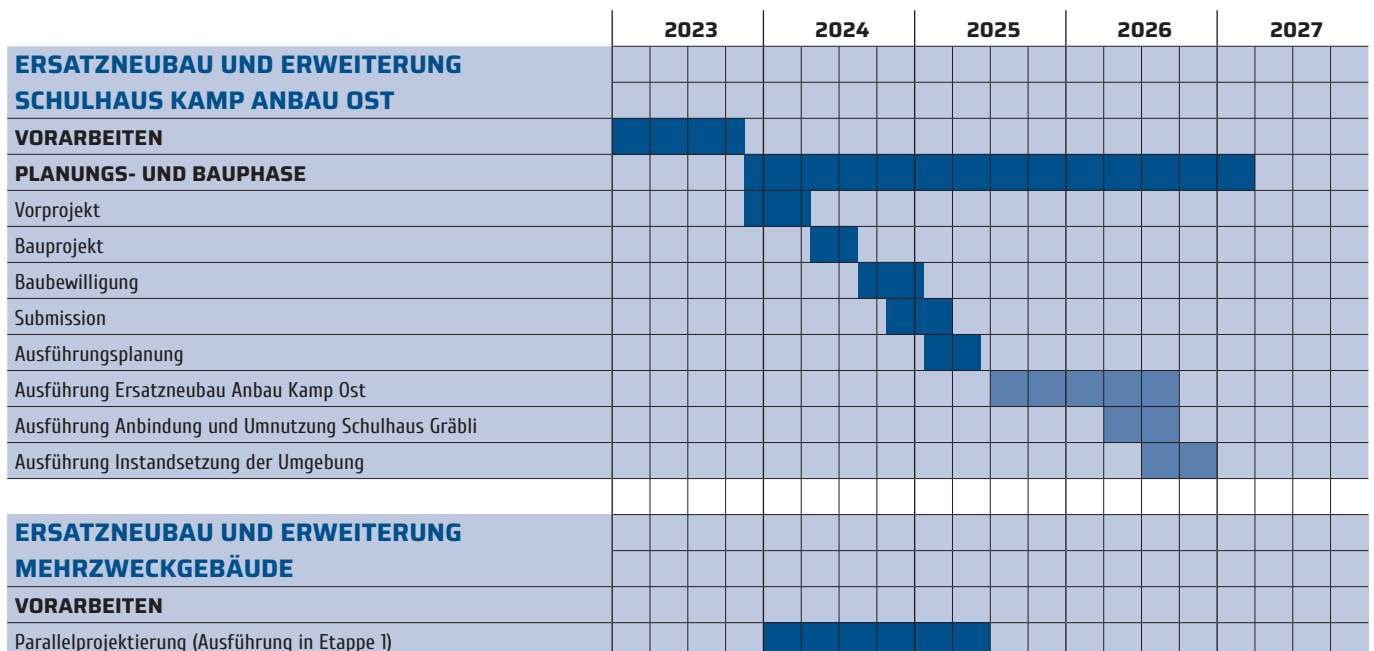 2023 2024 2025 2026 2027
ERSATZNEUBAU UND ERWEITERUNG
SCHULHAUS KAMP ANBAU OST
VORARBEITEN
PLANUNGS- UND BAUPHASE
Vorprojekt
Bauprojekt
Baubewilligung
Submission
Ausführungsplanung
Ausführung Ersatzneubau Anbau Kamp Ost
Ausführung Anbindung und Umnutzung Schulhaus Gräbli
Ausführung Instandsetzung der Umgebung
ERSATZNEUBAU UND ERWEITERUNG
MEHRZWECKGEBÄUDE
VORARBEITEN
Parallelprojektierung (Ausführung in Etappe 1)